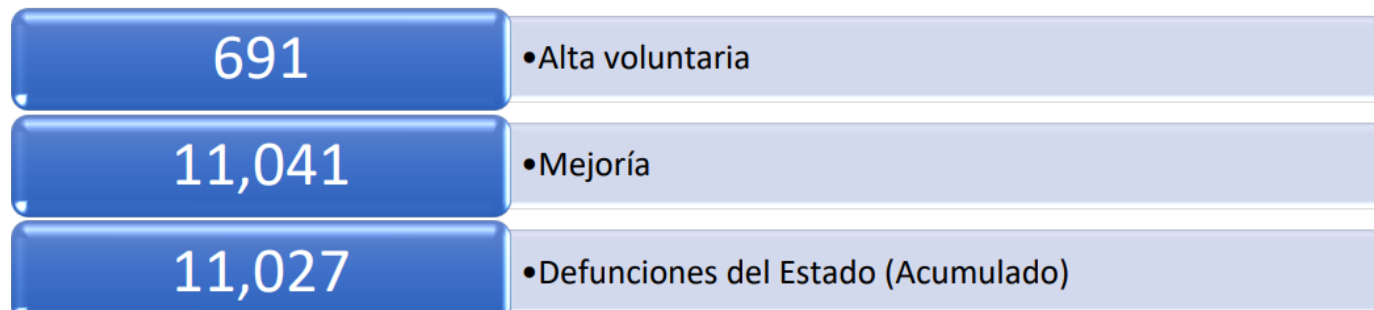 691
•Alta voluntaria
11,041
•Mejoría
11,027
•Defunciones del Estado (Acumulado)